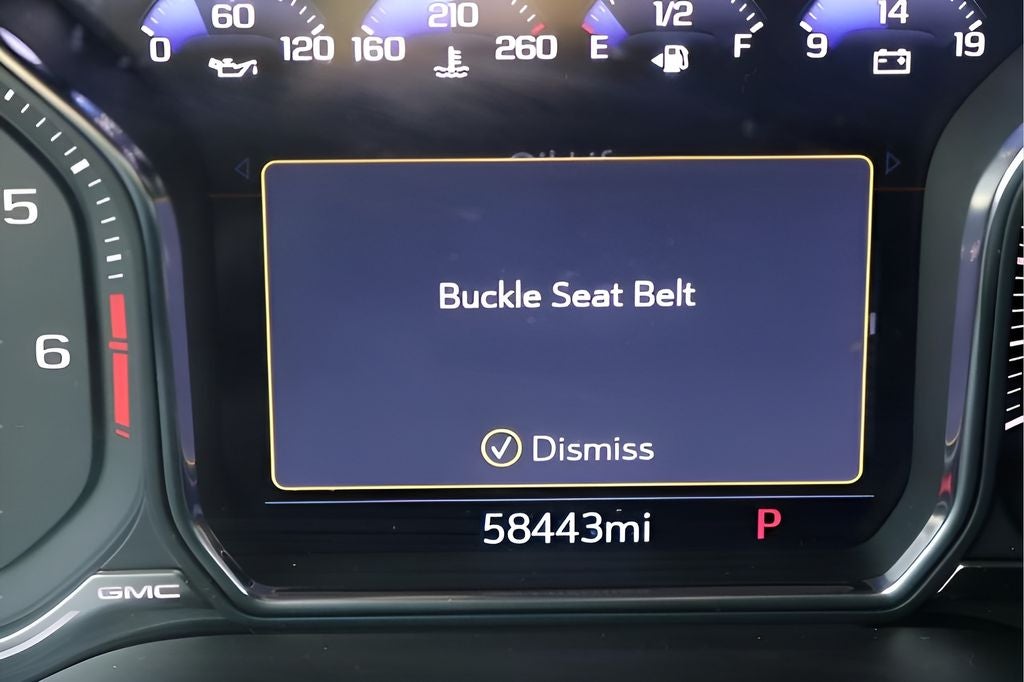 60 210 1/2 14
0 120 160 260 E F 9 19
5
Buckle Seat Belt
6
Dismiss
58443mi P
GMC